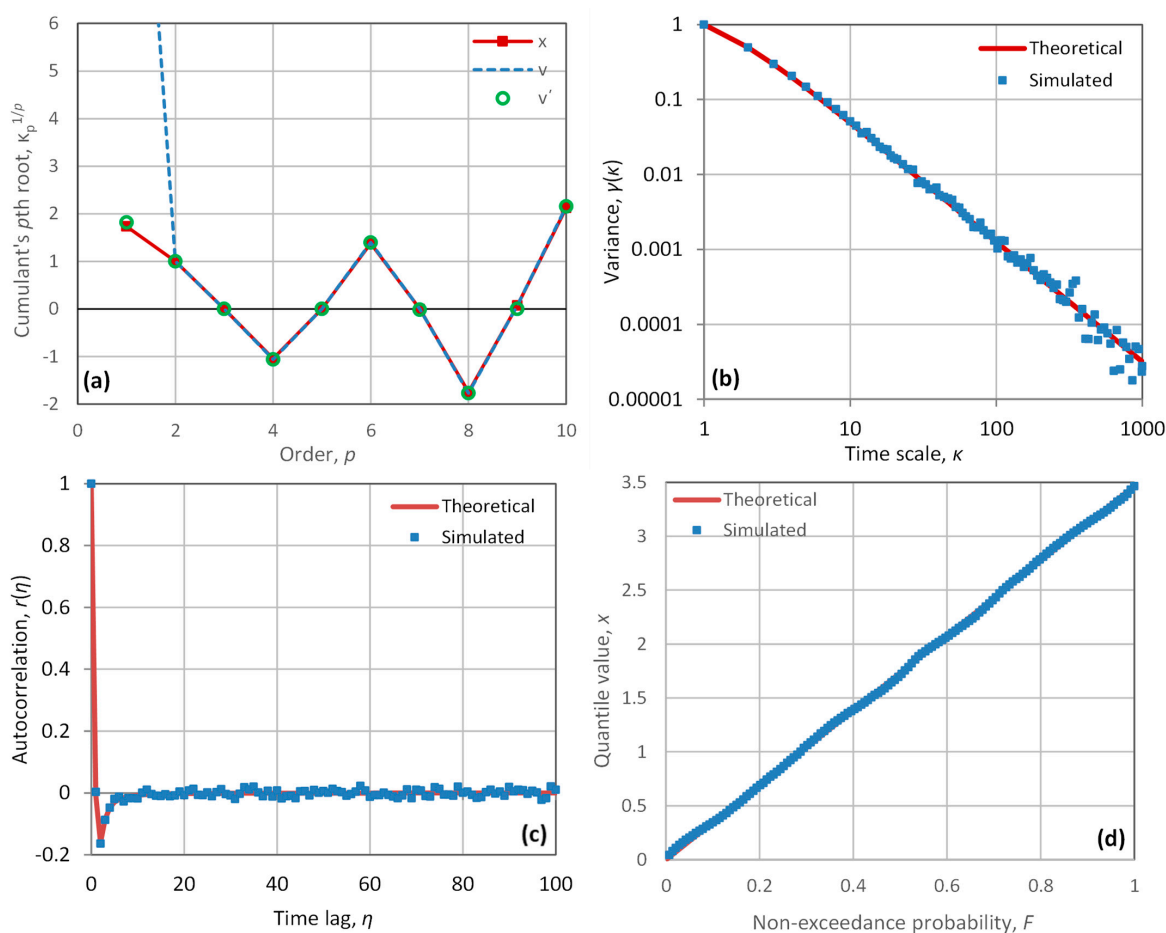 6
5
4
3
2
1
0
-1
-2
Cumulant's pth root, κp^1/p
x
v
v′
(a)
0 2 4 6 8 10
Order, p
1
0.1
0.01
0.001
0.0001
0.00001
Variance, γ(κ)
Theoretical
Simulated
(b)
1 10 100 1000
Time scale, κ
1
0.8
0.6
0.4
0.2
0
-0.2
Autocorrelation, r(η)
Theoretical
Simulated
(c)
0 20 40 60 80 100
Time lag, η
3.5
3
2.5
2
1.5
1
0.5
0
Quantile value, x
Theoretical
Simulated
(d)
0 0.2 0.4 0.6 0.8 1
Non-exceedance probability, F